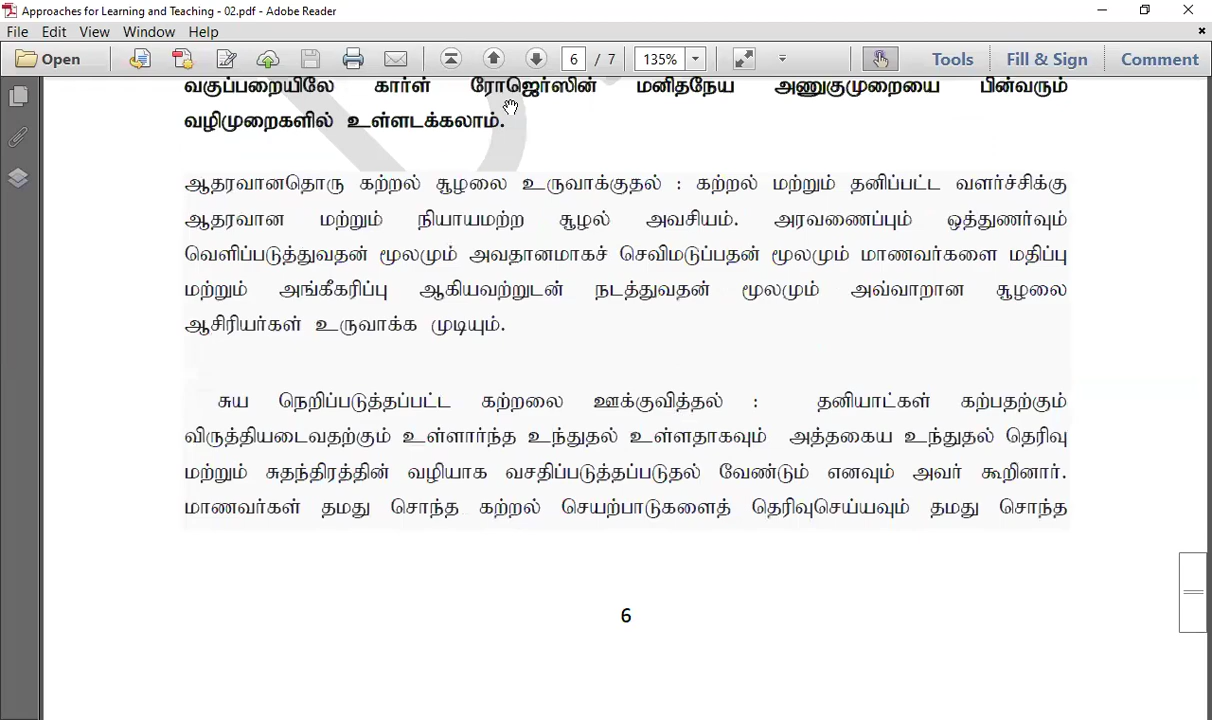 Approaches for Learning and Teaching - 02.pdf - Adobe Reader
File Edit View Window Help
Open 6 / 7 135% Tools Fill & Sign Comment
வகுப்பறையிலே கார்ள் ரோஜெர்ஸின் மனிதநேய அணுகுமுறையை பின்வரும்
வழிமுறைகளில் உள்ளடக்கலாம்.
ஆதரவானதொரு கற்றல் சூழலை உருவாக்குதல் : கற்றல் மற்றும் தனிப்பட்ட வளர்ச்சிக்கு
ஆதரவான மற்றும் நியாயமற்ற சூழல் அவசியம். அரவணைப்பும் ஒத்துணர்வும்
வெளிப்படுத்துவதன் மூலமும் அவதானமாகச் செவிமடுப்பதன் மூலமும் மாணவர்களை மதிப்பு
மற்றும் அங்கீகரிப்பு ஆகியவற்றுடன் நடத்துவதன் மூலமும் அவ்வாறான சூழலை
ஆசிரியர்கள் உருவாக்க முடியும்.
சுய நெறிப்படுத்தப்பட்ட கற்றலை ஊக்குவித்தல் : தனியாட்கள் கற்பதற்கும்
விருத்தியடைவதற்கும் உள்ளார்ந்த உந்துதல் உள்ளதாகவும் அத்தகைய உந்துதல் தெரிவு
மற்றும் சுதந்திரத்தின் வழியாக வசதிப்படுத்தப்படுதல் வேண்டும் எனவும் அவர் கூறினார்.
மாணவர்கள் தமது சொந்த கற்றல் செயற்பாடுகளைத் தெரிவுசெய்யவும் தமது சொந்த
6